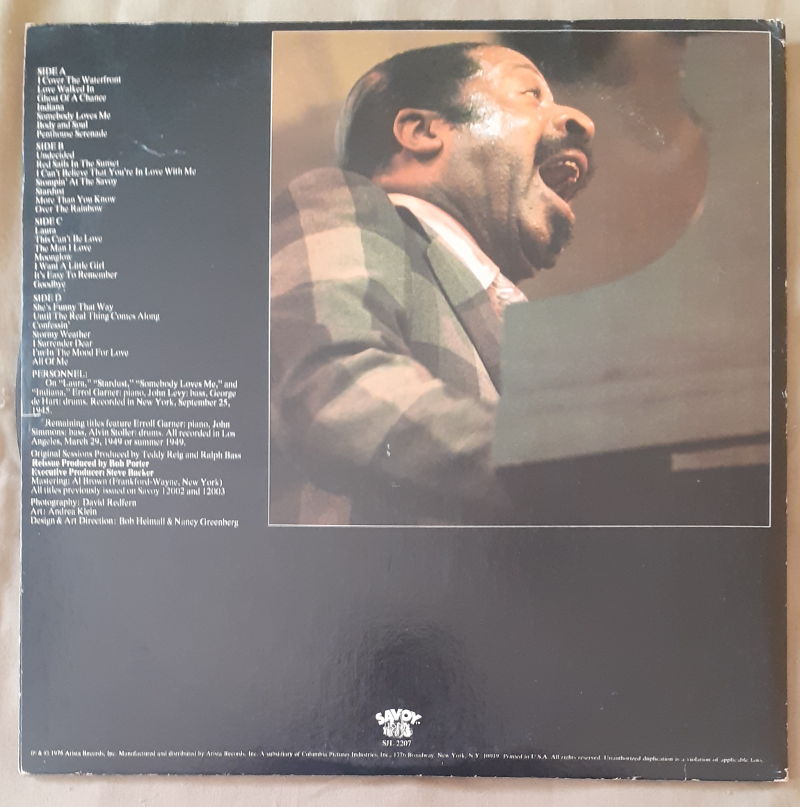 SIDE A
I Cover The Waterfront
Love Walked In
Ghost Of A Chance
Indiana
Somebody Loves Me
Body and Soul
Penthouse Serenade
SIDE B
Undecided
Red Sails In The Sunset
I Can't Believe That You're In Love With Me
Stompin' At The Savoy
Stardust
More Than You Know
Over The Rainbow
SIDE C
Laura
This Can't Be Love
The Man I Love
Moonglow
I Want A Little Girl
It's Easy To Remember
Goodbye
SIDE D
She's Funny That Way
Until The Real Thing Comes Along
Confessin'
Stormy Weather
I Surrender Dear
I'm In The Mood For Love
All Of Me
PERSONNEL:
On "Laura," "Stardust," "Somebody Loves Me," and
"Indiana," Errol Garner: piano, John Levy: bass, George
de Hart: drums. Recorded in New York, September 25,
1945.
Remaining titles feature Erroll Garner: piano, John
Simmons: bass, Alvin Stoller: drums. All recorded in Los
Angeles, March 29, 1949 or summer 1949.
Original Sessions Produced by Teddy Reig and Ralph Bass
Reissue Produced by Bob Porter
Executive Producer: Steve Backer
Mastering: Al Brown (Frankford-Wayne, New York)
All titles previously issued on Savoy 12002 and 12003
Photography: David Redfern
Art: Andrea Klein
Design & Art Direction: Bob Heimall & Nancy Greenberg
SAVOY
SJL 2207
℗ & © 1976 Arista Records, Inc. Manufactured and distributed by Arista Records, Inc. A subsidiary of Columbia Pictures Industries, Inc., 1776 Broadway, New York, N.Y. 10019. Printed in U.S.A. All rights reserved. Unauthorized duplication is a violation of applicable laws.